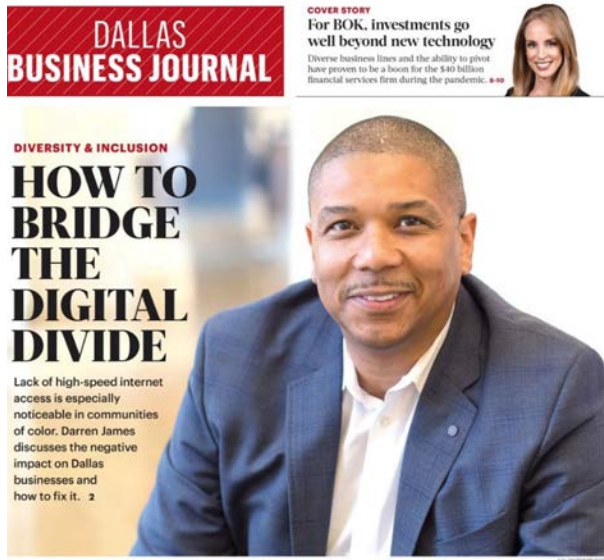 DALLAS
BUSINESS JOURNAL
COVER STORY
For BOK, investments go
well beyond new technology
Diverse business lines and the ability to pivot
have proven to be a boon for the $40 billion
financial services firm during the pandemic. 8-10
DIVERSITY & INCLUSION
HOW TO
BRIDGE
THE
DIGITAL
DIVIDE
Lack of high-speed internet
access is especially
noticeable in communities
of color. Darren James
discusses the negative
impact on Dallas
businesses and
how to fix it. 2